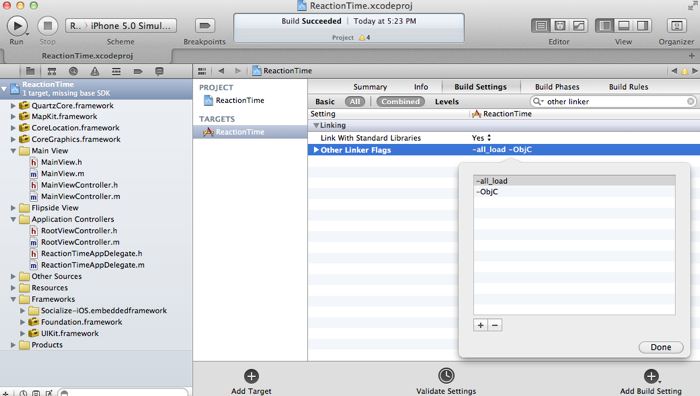 ReactionTime.xcodeproj
R... › iPhone 5.0 Simul...
Build Succeeded | Today at 5:23 PM
Project 4
Run Stop Scheme Breakpoints Editor View Organizer
ReactionTime.xcodeproj
ReactionTime
1 target, missing base SDK
QuartzCore.framework
MapKit.framework
CoreLocation.framework
CoreGraphics.framework
Main View
h MainView.h
m MainView.m
h MainViewController.h
m MainViewController.m
Flipside View
Application Controllers
h RootViewController.h
m RootViewController.m
h ReactionTimeAppDelegate.h
m ReactionTimeAppDelegate.m
Other Sources
Resources
Frameworks
Socialize-iOS.embeddedframework
Foundation.framework
UIKit.framework
Products
ReactionTime
PROJECT
ReactionTime
TARGETS
ReactionTime
Summary Info Build Settings Build Phases Build Rules
Basic All Combined Levels other linker
Setting ReactionTime
Linking
Link With Standard Libraries Yes
Other Linker Flags -all_load -ObjC
-all_load
-ObjC
+ −
Done
Add Target Validate Settings Add Build Setting